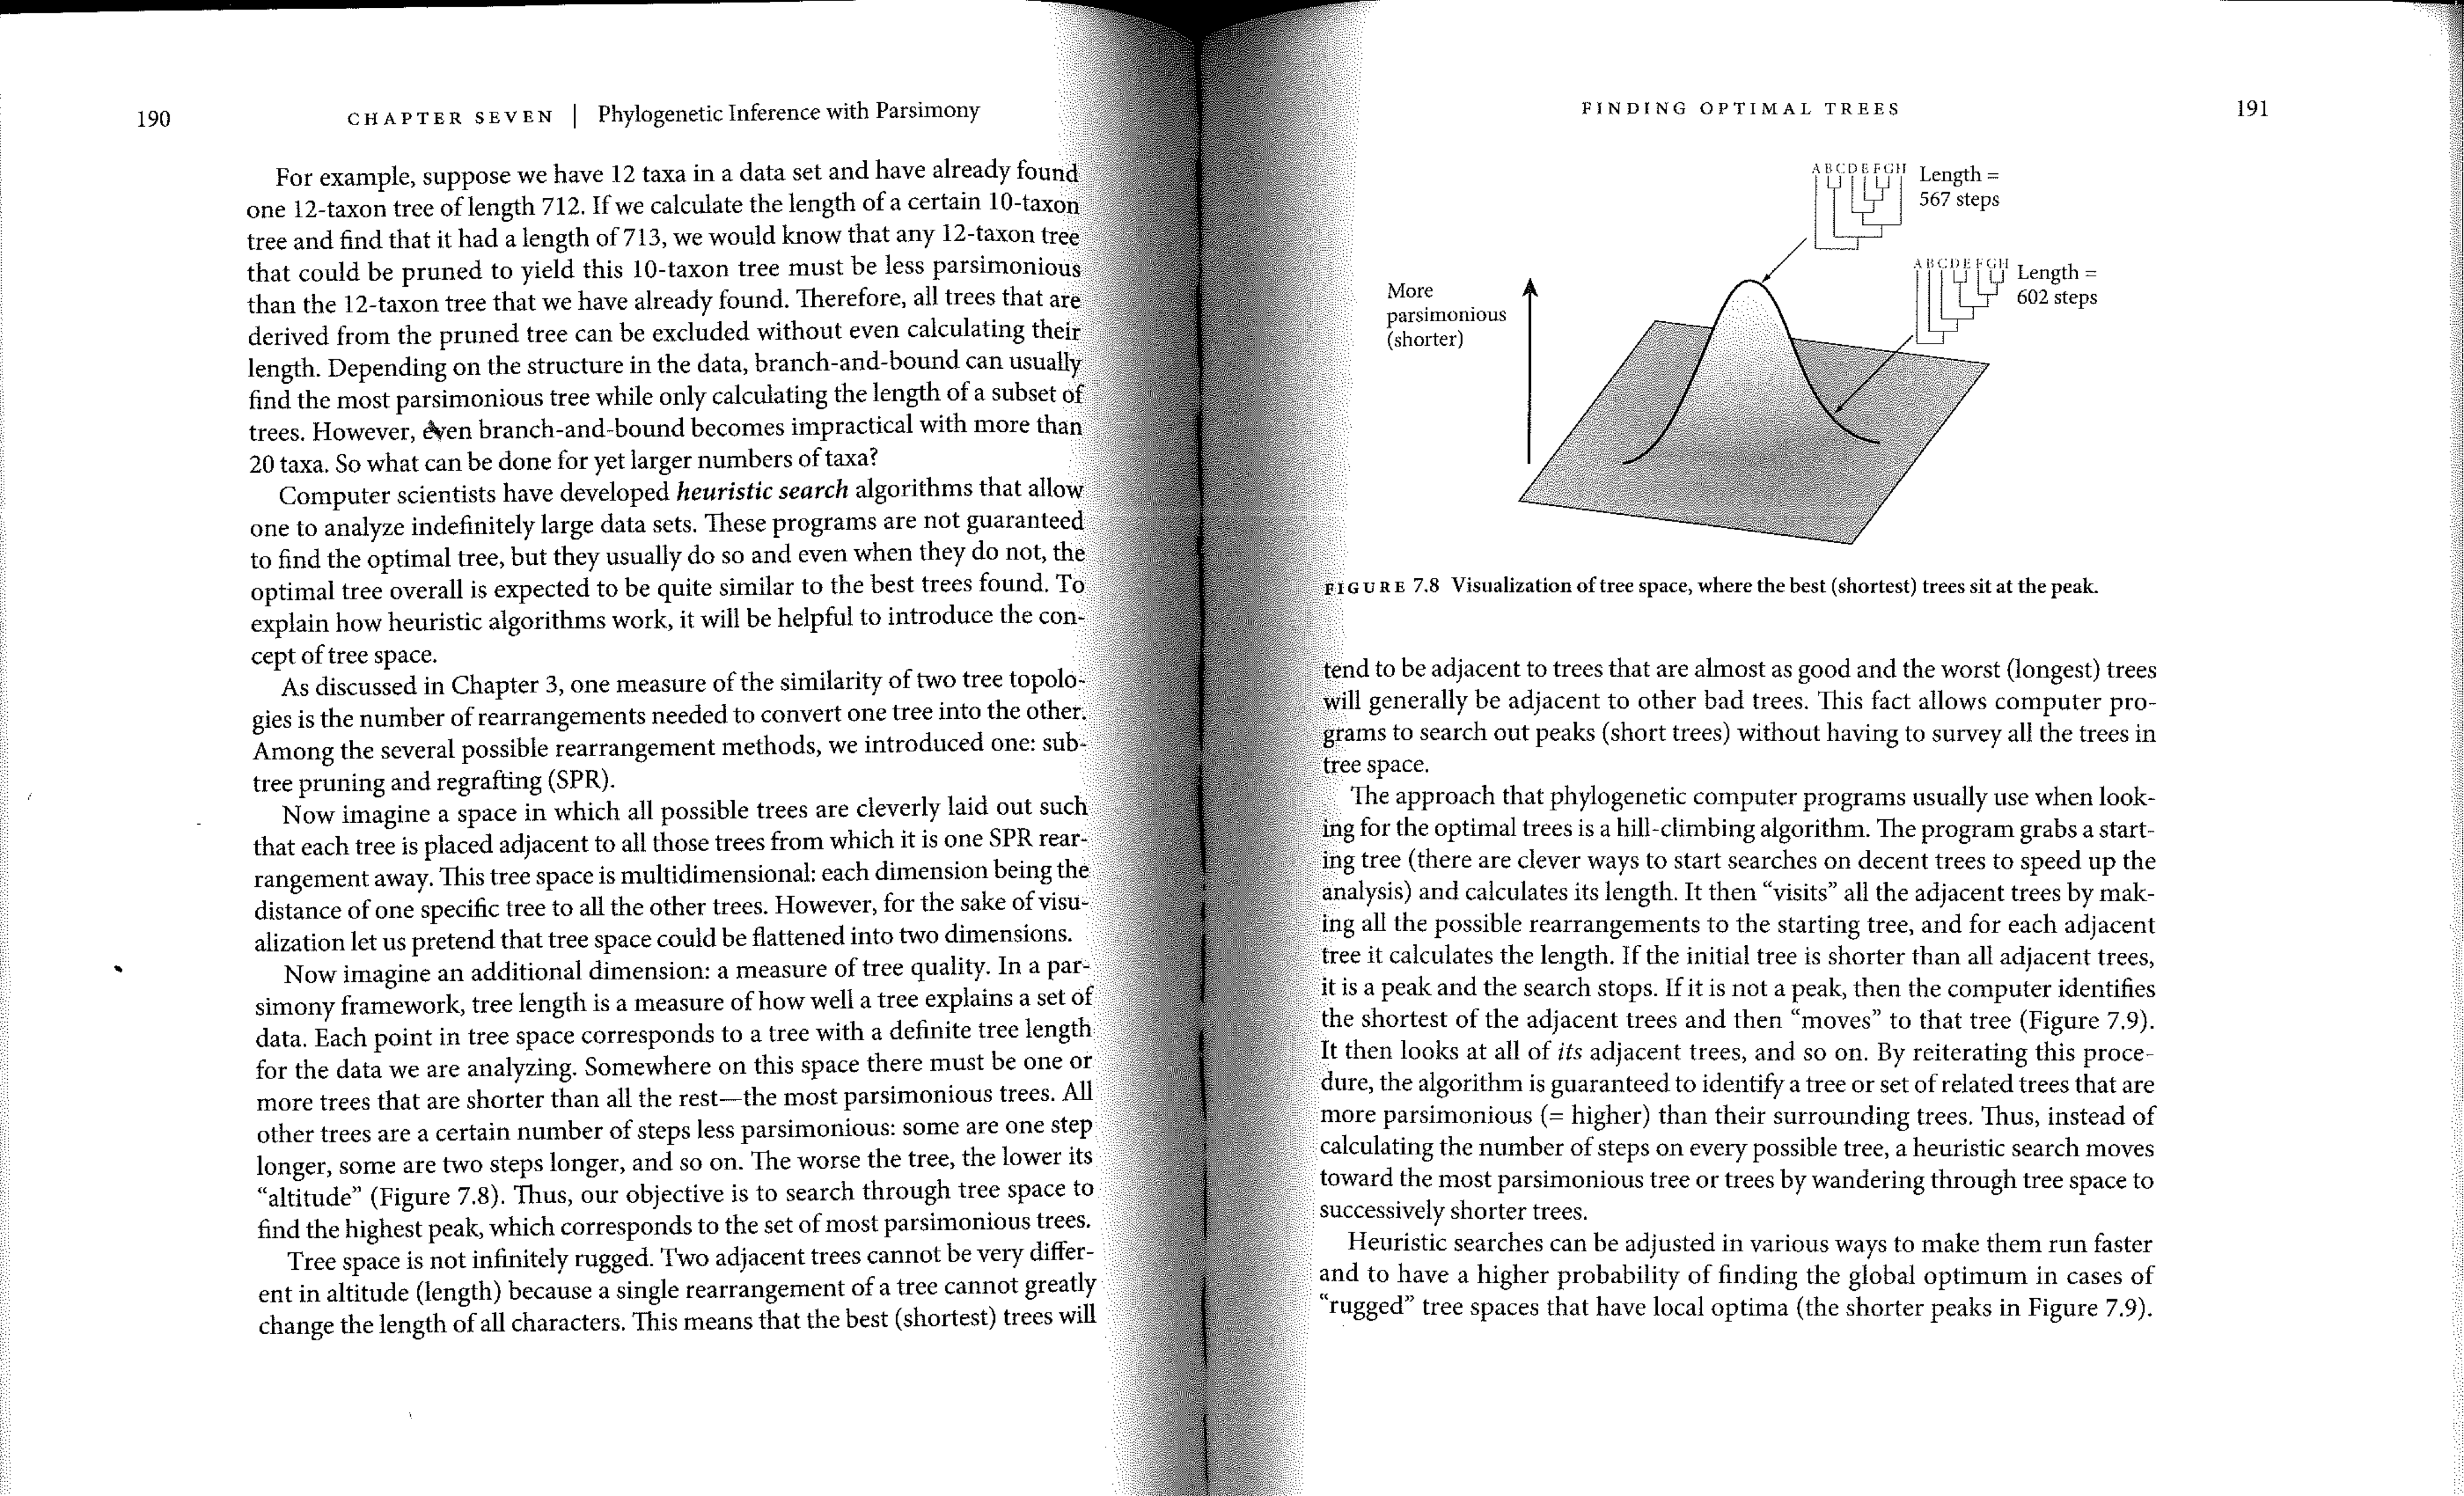 190
CHAPTER SEVEN | Phylogenetic Inference with Parsimony
For example, suppose we have 12 taxa in a data set and have already found
one 12-taxon tree of length 712. If we calculate the length of a certain 10-taxon
tree and find that it had a length of 713, we would know that any 12-taxon tree
that could be pruned to yield this 10-taxon tree must be less parsimonious
than the 12-taxon tree that we have already found. Therefore, all trees that are
derived from the pruned tree can be excluded without even calculating their
length. Depending on the structure in the data, branch-and-bound can usually
find the most parsimonious tree while only calculating the length of a subset of
trees. However, even branch-and-bound becomes impractical with more than
20 taxa. So what can be done for yet larger numbers of taxa?
Computer scientists have developed heuristic search algorithms that allow
one to analyze indefinitely large data sets. These programs are not guaranteed
to find the optimal tree, but they usually do so and even when they do not, the
optimal tree overall is expected to be quite similar to the best trees found. To
explain how heuristic algorithms work, it will be helpful to introduce the con-
cept of tree space.
As discussed in Chapter 3, one measure of the similarity of two tree topolo-
gies is the number of rearrangements needed to convert one tree into the other.
Among the several possible rearrangement methods, we introduced one: sub-
tree pruning and regrafting (SPR).
Now imagine a space in which all possible trees are cleverly laid out such
that each tree is placed adjacent to all those trees from which it is one SPR rear-
rangement away. This tree space is multidimensional: each dimension being the
distance of one specific tree to all the other trees. However, for the sake of visu-
alization let us pretend that tree space could be flattened into two dimensions.
Now imagine an additional dimension: a measure of tree quality. In a par-
simony framework, tree length is a measure of how well a tree explains a set of
data. Each point in tree space corresponds to a tree with a definite tree length
for the data we are analyzing. Somewhere on this space there must be one or
more trees that are shorter than all the rest—the most parsimonious trees. All
other trees are a certain number of steps less parsimonious: some are one step
longer, some are two steps longer, and so on. The worse the tree, the lower its
“altitude” (Figure 7.8). Thus, our objective is to search through tree space to
find the highest peak, which corresponds to the set of most parsimonious trees.
Tree space is not infinitely rugged. Two adjacent trees cannot be very differ-
ent in altitude (length) because a single rearrangement of a tree cannot greatly
change the length of all characters. This means that the best (shortest) trees will
FINDING OPTIMAL TREES
191
ABCDEFGH
Length =
567 steps
ABCDEFGH
Length =
602 steps
More
parsimonious
(shorter)
FIGURE 7.8 Visualization of tree space, where the best (shortest) trees sit at the peak.
tend to be adjacent to trees that are almost as good and the worst (longest) trees
will generally be adjacent to other bad trees. This fact allows computer pro-
grams to search out peaks (short trees) without having to survey all the trees in
tree space.
The approach that phylogenetic computer programs usually use when look-
ing for the optimal trees is a hill-climbing algorithm. The program grabs a start-
ing tree (there are clever ways to start searches on decent trees to speed up the
analysis) and calculates its length. It then “visits” all the adjacent trees by mak-
ing all the possible rearrangements to the starting tree, and for each adjacent
tree it calculates the length. If the initial tree is shorter than all adjacent trees,
it is a peak and the search stops. If it is not a peak, then the computer identifies
the shortest of the adjacent trees and then “moves” to that tree (Figure 7.9).
It then looks at all of its adjacent trees, and so on. By reiterating this proce-
dure, the algorithm is guaranteed to identify a tree or set of related trees that are
more parsimonious (= higher) than their surrounding trees. Thus, instead of
calculating the number of steps on every possible tree, a heuristic search moves
toward the most parsimonious tree or trees by wandering through tree space to
successively shorter trees.
Heuristic searches can be adjusted in various ways to make them run faster
and to have a higher probability of finding the global optimum in cases of
“rugged” tree spaces that have local optima (the shorter peaks in Figure 7.9).